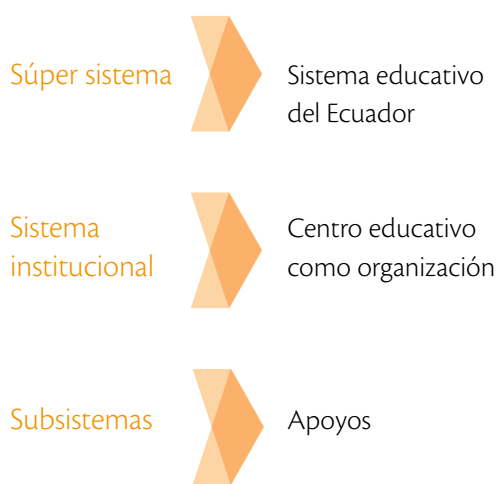 Súper sistema
Sistema educativo
del Ecuador
Sistema
institucional
Centro educativo
como organización
Subsistemas
Apoyos